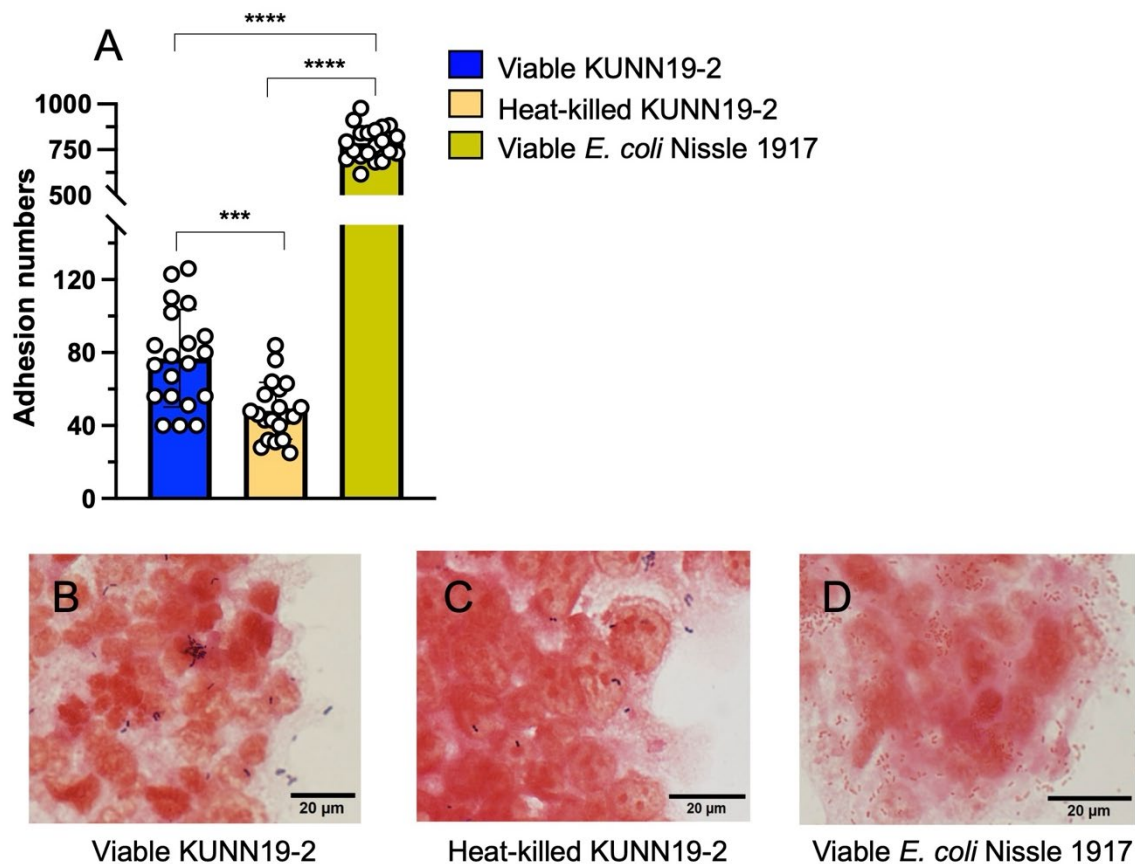 A
****
****
***
Viable KUNN19-2
Heat-killed KUNN19-2
Viable E. coli Nissle 1917
Adhesion numbers
1000
750
500
120
80
40
0
B
20 µm
Viable KUNN19-2
C
20 µm
Heat-killed KUNN19-2
D
20 µm
Viable E. coli Nissle 1917